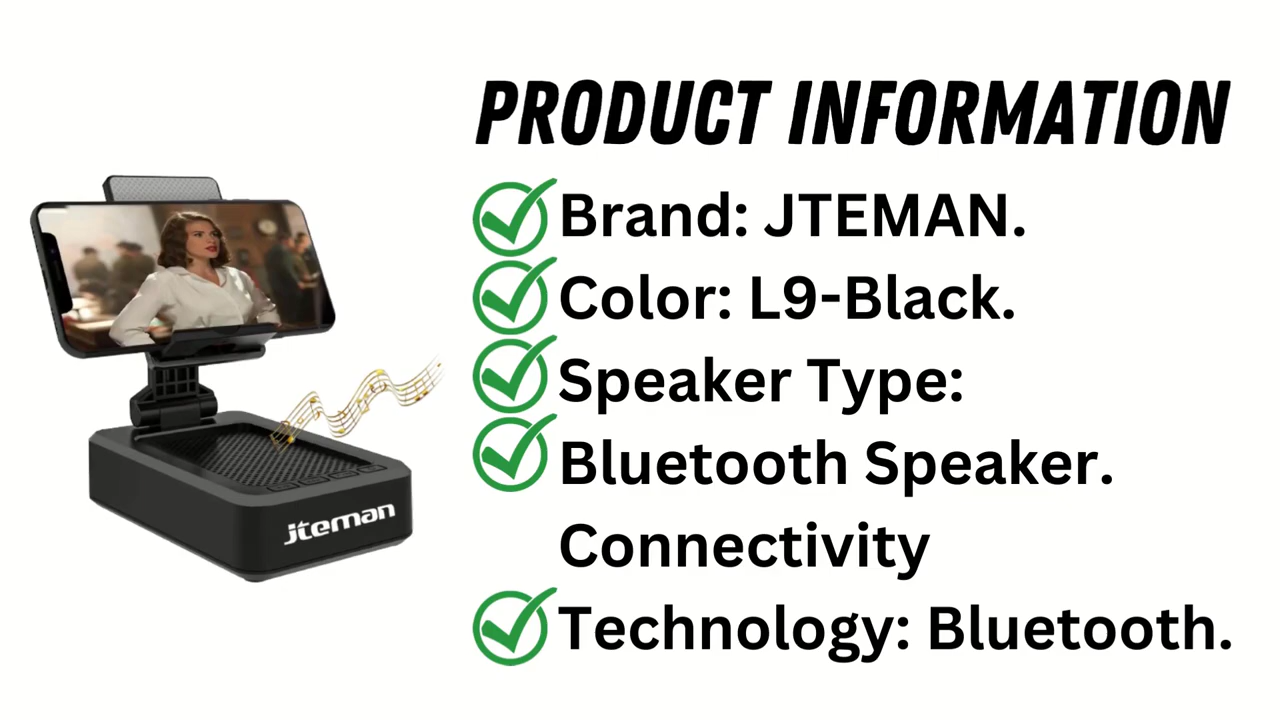 PRODUCT INFORMATION
Brand: JTEMAN.
Color: L9-Black.
Speaker Type:
Bluetooth Speaker.
Connectivity
Technology: Bluetooth.
jteman